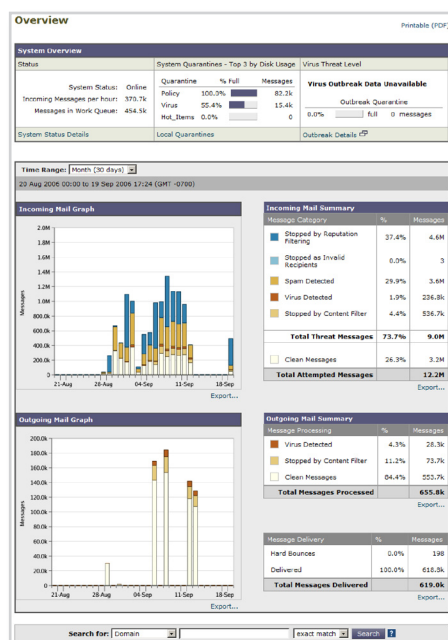 Overview
Printable (PDF)
System Overview
Status
System Quarantines - Top 3 by Disk Usage
Virus Threat Level
System Status: Online
Incoming Messages per hour: 370.7k
Messages in Work Queue: 454.5k
Quarantine % Full Messages
Policy 100.0% 82.2k
Virus 55.4% 15.4k
Hot_Items 0.0% 0
Virus Outbreak Data Unavailable
Outbreak Quarantine
0.0% full 0 messages
System Status Details
Local Quarantines
Outbreak Details
Time Range: Month (30 days)
20 Aug 2006 00:00 to 19 Sep 2006 17:24 (GMT -0700)
Incoming Mail Graph
2.0M
1.8M
1.6M
1.4M
1.2M
1.0M
800.0k
600.0k
400.0k
200.0k
0
Messages
21-Aug 28-Aug 04-Sep 11-Sep 18-Sep
Export...
Incoming Mail Summary
Message Category % Messages
Stopped by Reputation Filtering 37.4% 4.6M
Stopped as Invalid Recipients 0.0% 3
Spam Detected 29.9% 3.6M
Virus Detected 1.9% 236.8k
Stopped by Content Filter 4.4% 536.7k
Total Threat Messages 73.7% 9.0M
Clean Messages 26.3% 3.2M
Total Attempted Messages 12.2M
Export...
Outgoing Mail Graph
200.0k
180.0k
160.0k
140.0k
120.0k
100.0k
80.0k
60.0k
40.0k
20.0k
0
Messages
21-Aug 28-Aug 04-Sep 11-Sep 18-Sep
Export...
Outgoing Mail Summary
Message Processing % Messages
Virus Detected 4.3% 28.3k
Stopped by Content Filter 11.2% 73.7k
Clean Messages 84.4% 553.7k
Total Messages Processed 655.8k
Export...
Message Delivery % Messages
Hard Bounces 0.0% 198
Delivered 100.0% 618.8k
Total Messages Delivered 619.0k
Export...
Search for: Domain exact match Search ?